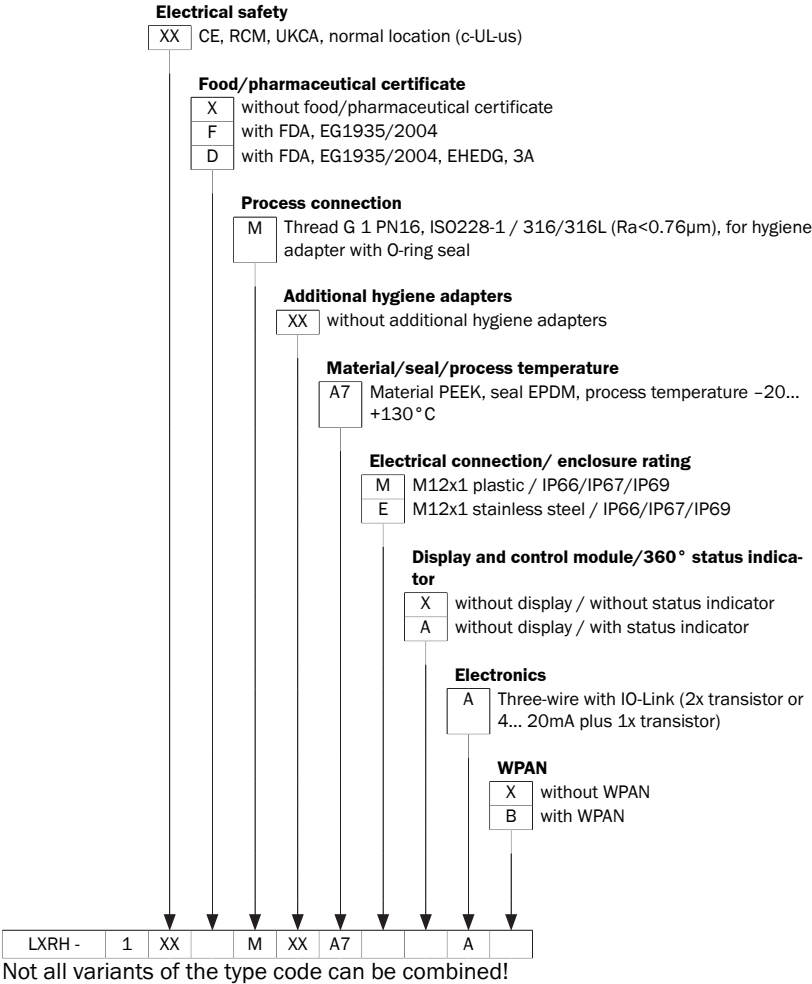 Electrical safety
XX CE, RCM, UKCA, normal location (c-UL-us)
Food/pharmaceutical certificate
X without food/pharmaceutical certificate
F with FDA, EG1935/2004
D with FDA, EG1935/2004, EHEDG, 3A
Process connection
M Thread G 1 PN16, ISO228-1 / 316/316L (Ra<0.76µm), for hygiene
adapter with O-ring seal
Additional hygiene adapters
XX without additional hygiene adapters
Material/seal/process temperature
A7 Material PEEK, seal EPDM, process temperature –20…
+130°C
Electrical connection/ enclosure rating
M M12x1 plastic / IP66/IP67/IP69
E M12x1 stainless steel / IP66/IP67/IP69
Display and control module/360° status indica-
tor
X without display / without status indicator
A without display / with status indicator
Electronics
A Three-wire with IO-Link (2x transistor or
4… 20mA plus 1x transistor)
WPAN
X without WPAN
B with WPAN
LXRH - 1 XX M XX A7 A
Not all variants of the type code can be combined!